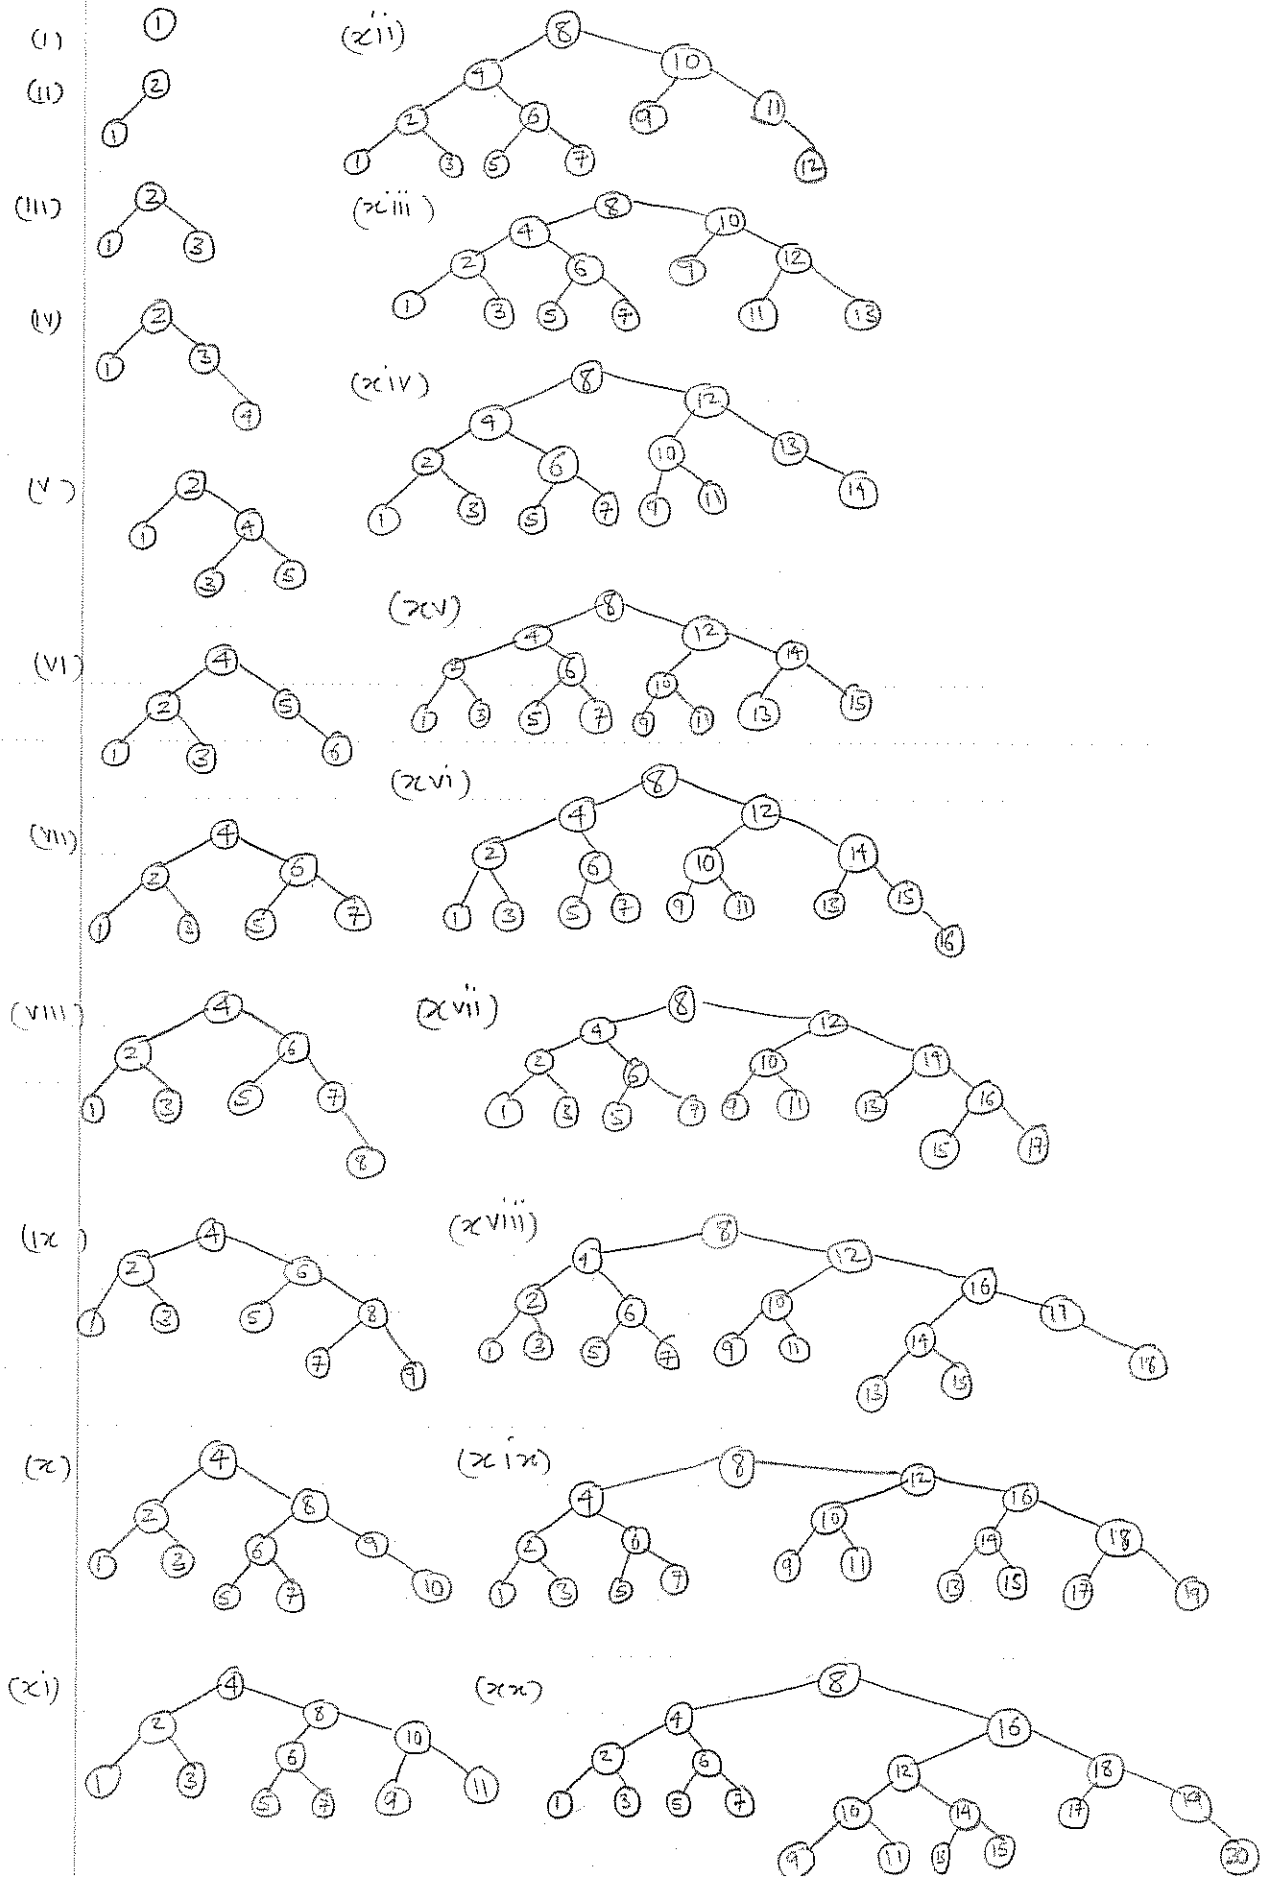 (I) 1
(II) 2
1
(III) 2
1 3
(IV) 2
1 3
4
(V) 2
1 4
3 5
(VI) 4
2 5
1 3 6
(VII) 4
2 6
1 3 5 7
(VIII) 4
2 6
1 3 5 7
8
(ix) 4
2 6
1 3 5 8
7 9
(x) 4
2 8
1 3 6 9
5 7 10
(xi) 4
2 8
1 3 6 10
5 7 9 11
(xii) 8
4 10
2 6 9 11
1 3 5 7 12
(xiii) 8
4 10
2 6 9 12
1 3 5 7 11 13
(xiv) 8
4 12
2 6 10 13
1 3 5 7 9 11 14
(xv) 8
4 12
2 6 10 14
1 3 5 7 9 11 13 15
(xvi) 8
4 12
2 6 10 14
1 3 5 7 9 11 13 15
16
(xvii) 8
4 12
2 6 10 14
1 3 5 7 9 11 13 16
15 17
(xviii) 8
4 12
2 6 10 16
1 3 5 7 9 11 14 17
13 15 18
(xix) 8
4 12
2 6 10 16
1 3 5 7 9 11 14 18
13 15 17 19
(xx) 8
4 16
2 6 12 18
1 3 5 7 10 14 17 19
9 11 13 15 20